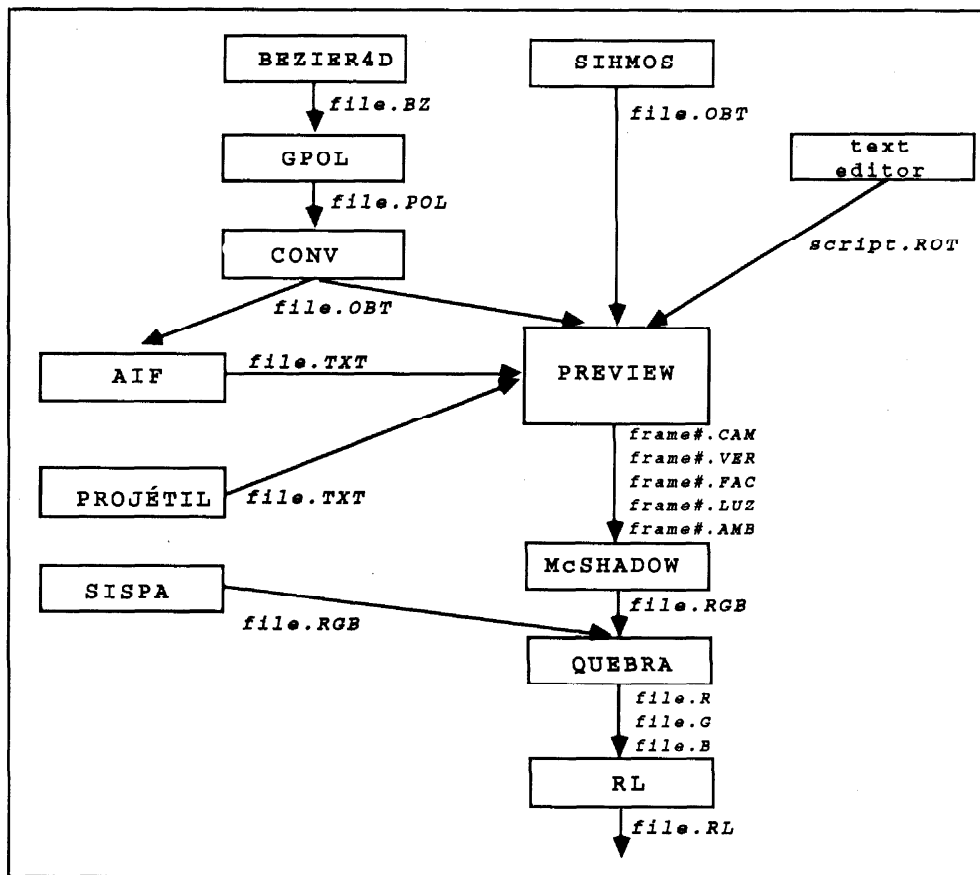 BEZIER4D
SIHMOS
file.BZ
file.OBT
text
editor
GPOL
file.POL
script.ROT
CONV
file.OBT
AIF
file.TXT
PREVIEW
frame#.CAM
frame#.VER
frame#.FAC
frame#.LUZ
frame#.AMB
PROJÉTIL
file.TXT
McSHADOW
SISPA
file.RGB
file.RGB
QUEBRA
file.R
file.G
file.B
RL
file.RL